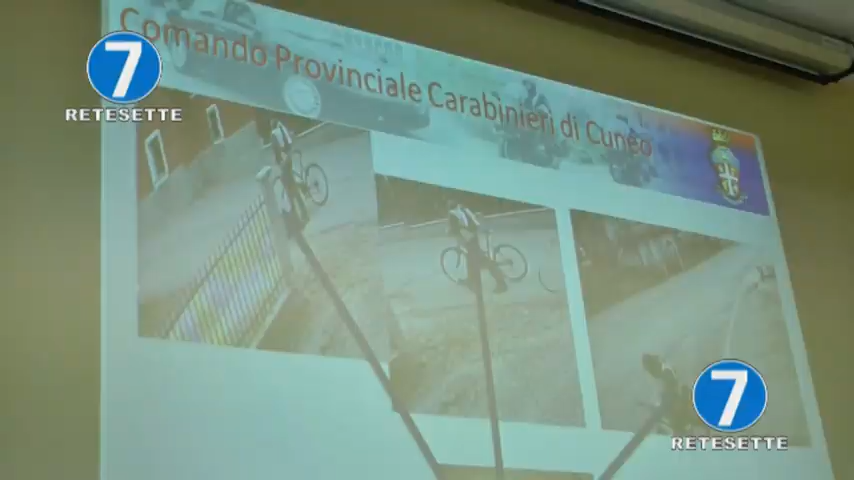 Comando Provinciale Carabinieri di Cuneo
7
RETESETTE
7
RETESETTE